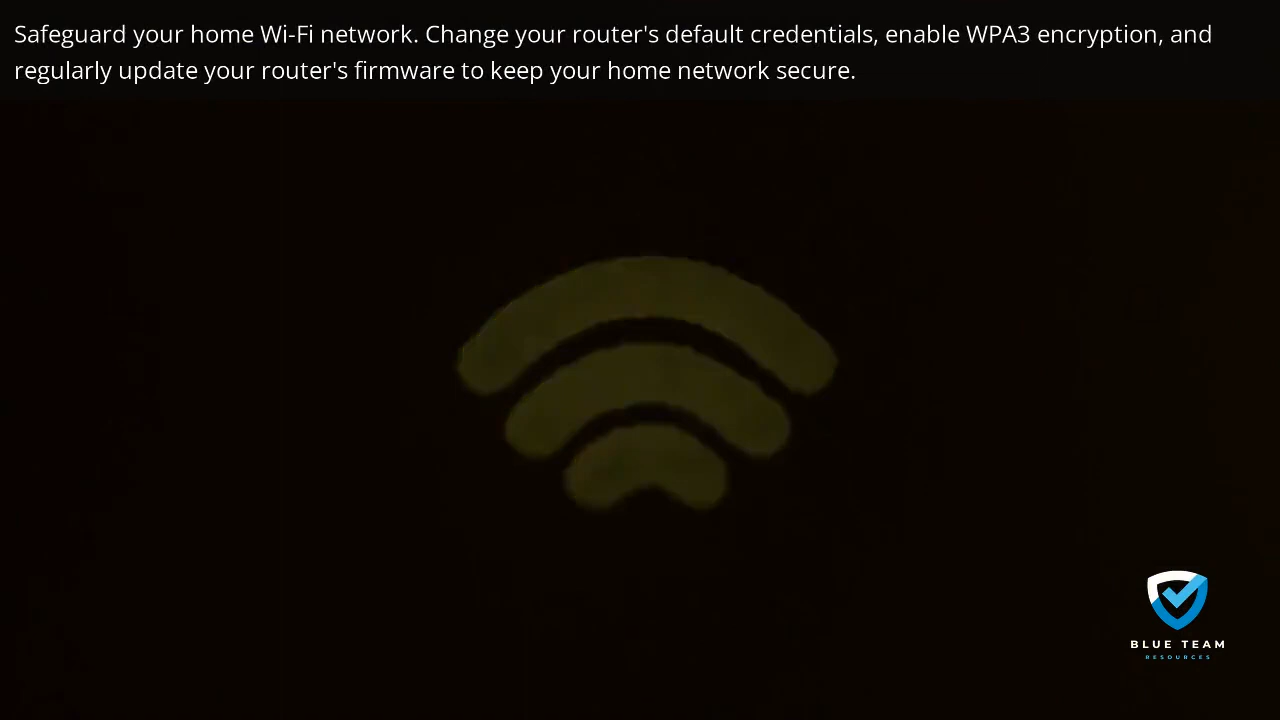 Safeguard your home Wi-Fi network. Change your router's default credentials, enable WPA3 encryption, and
regularly update your router's firmware to keep your home network secure.
BLUE TEAM
RESOURCES